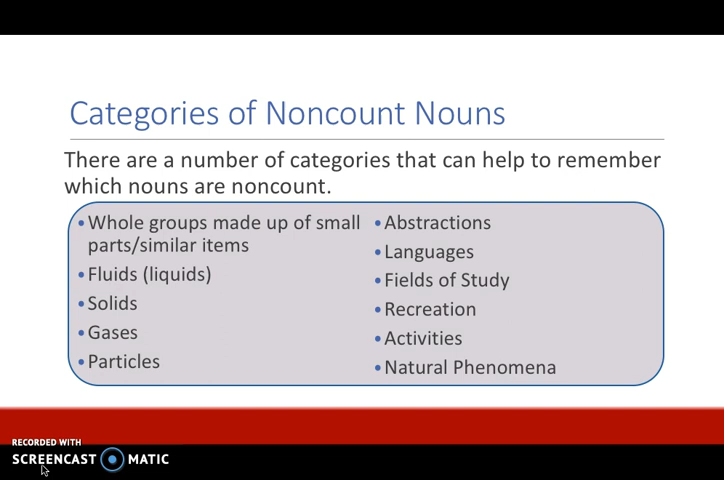 Categories of Noncount Nouns
There are a number of categories that can help to remember
which nouns are noncount.
•Whole groups made up of small
parts/similar items
•Fluids (liquids)
•Solids
•Gases
•Particles
•Abstractions
•Languages
•Fields of Study
•Recreation
•Activities
•Natural Phenomena
RECORDED WITH
SCREENCAST MATIC